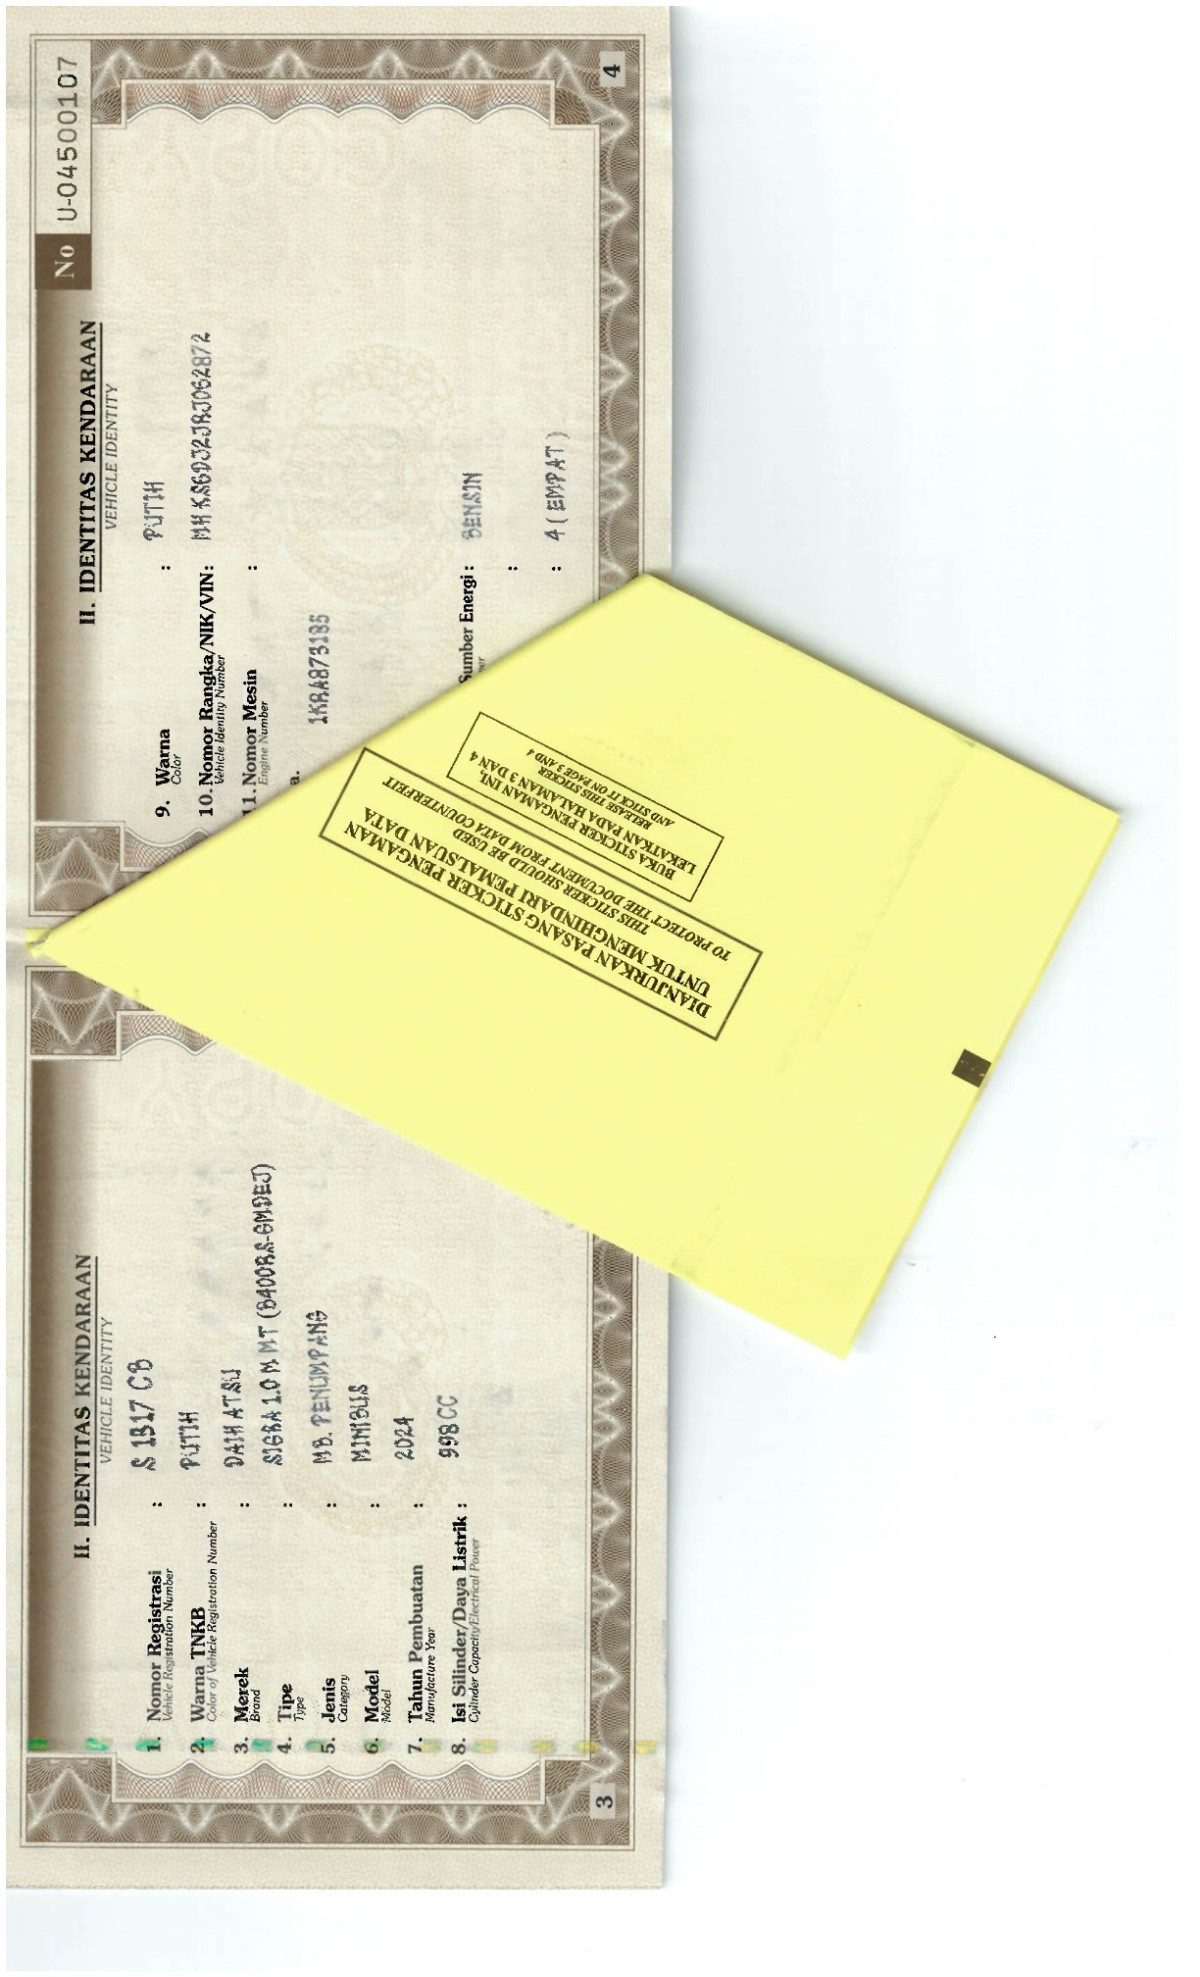 II. IDENTITAS KENDARAAN
VEHICLE IDENTITY
1. Nomor Registrasi : S 1317 CB
Vehicle Registration Number
2. Warna TNKB : PUTIH
Color of Vehicle Registration Number
3. Merek : DAIHATSU
Brand
4. Tipe : SIGRA 1.0 M MT (B400RS-GMDEJ)
Type
5. Jenis : MB. PENUMPANG
Category
6. Model : MINIBUS
Model
7. Tahun Pembuatan : 2024
Manufacture Year
8. Isi Silinder/Daya Listrik : 998 CC
Cylinder Capacity/Electrical Power
3
No U-04500107
II. IDENTITAS KENDARAAN
VEHICLE IDENTITY
9. Warna : PUTIH
Color
10. Nomor Rangka/NIK/VIN: MHKS6DJ2JRJ062872
Vehicle Identity Number
11. Nomor Mesin :
Engine Number
a. 1KRA873185
Sumber Energi : BENSIN
:
: 4 ( EMPAT )
4
DIANJURKAN PASANG STICKER PENGAMAN
UNTUK MENGHINDARI PEMALSUAN DATA
THIS STICKER SHOULD BE USED
TO PROTECT THE DOCUMENT FROM DATA COUNTERFEIT
BUKA STICKER PENGAMAN INI,
LEKATKAN PADA HALAMAN 3 DAN 4
RELEASE THIS STICKER
AND STICK IT ON PAGE 3 AND 4